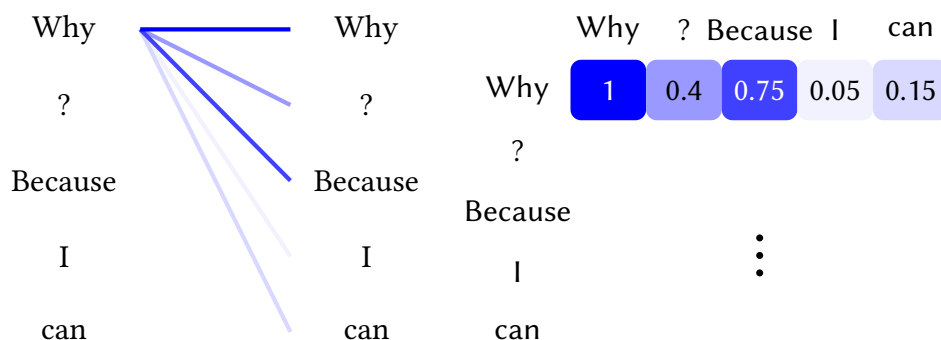 Why Why
? ?
Because Because
I I
can can
Why ? Because I can
Why 1 0.4 0.75 0.05 0.15
?
Because
I
can